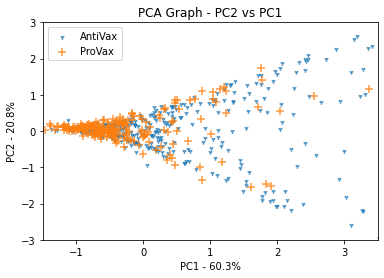 PCA Graph - PC2 vs PC1
AntiVax
ProVax
3
2
1
0
−1
−2
−3
PC2 - 20.8%
−1
0
1
2
3
PC1 - 60.3%